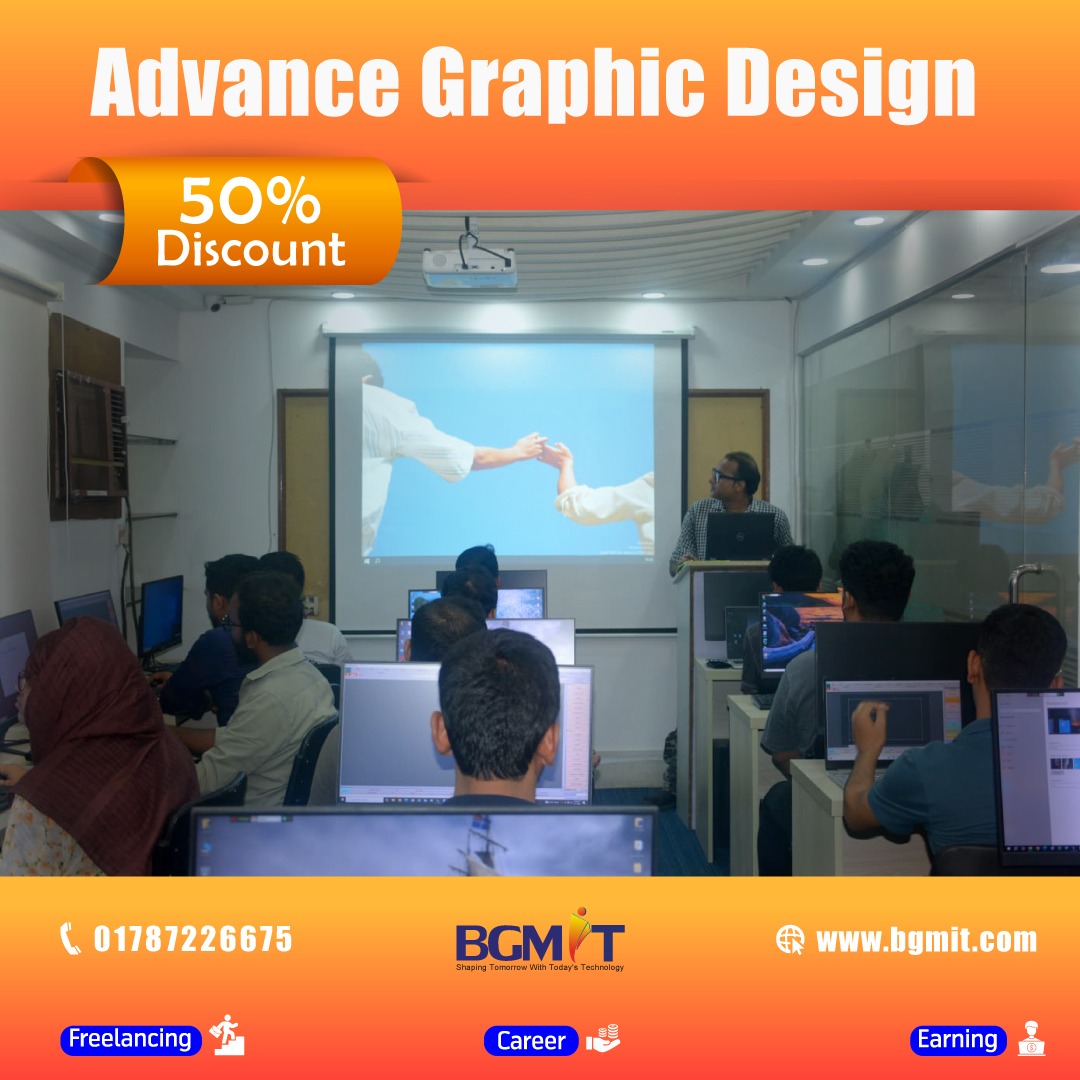 Advance Graphic Design
50%
Discount
01787226675
BGMIT
Shaping Tomorrow With Today's Technology
www.bgmit.com
Freelancing
Career
Earning